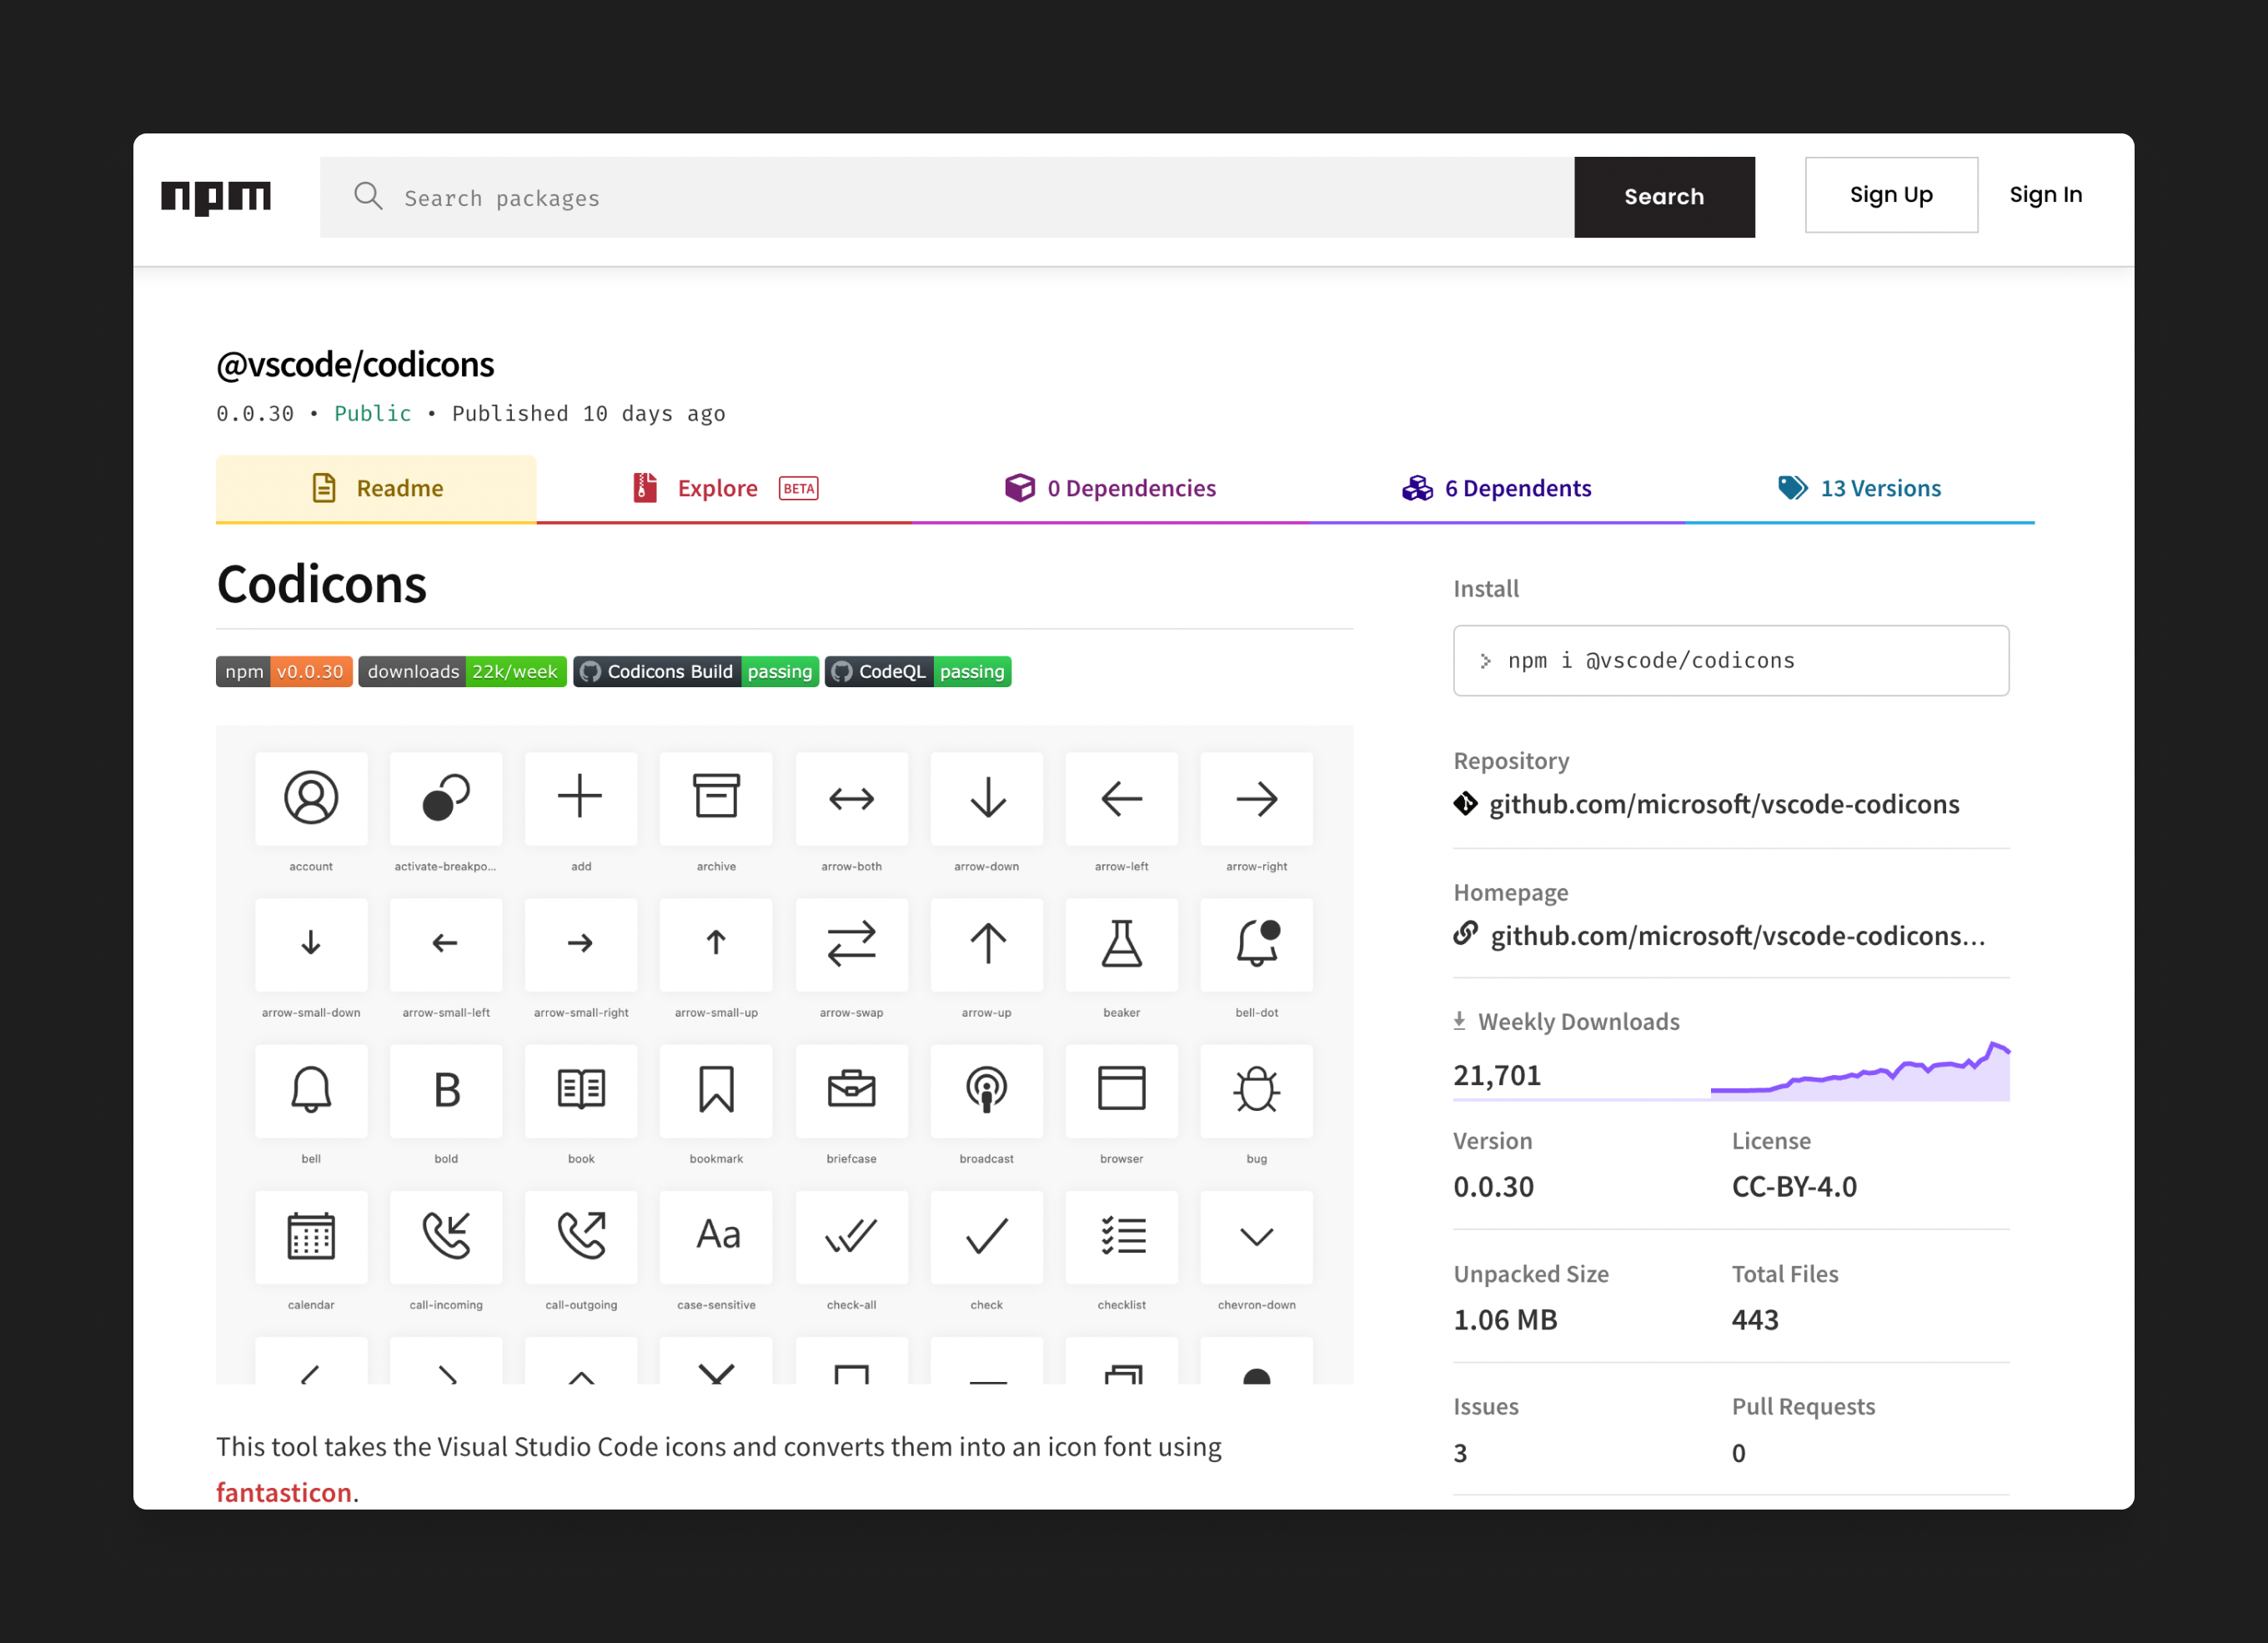 npm
Search packages
Search
Sign Up
Sign In
@vscode/codicons
0.0.30 • Public • Published 10 days ago
Readme
Explore BETA
0 Dependencies
6 Dependents
13 Versions
Codicons
npm v0.0.30 downloads 22k/week Codicons Build passing CodeQL passing
account activate-breakpo... add archive arrow-both arrow-down arrow-left arrow-right
arrow-small-down arrow-small-left arrow-small-right arrow-small-up arrow-swap arrow-up beaker bell-dot
B
bell bold book bookmark briefcase broadcast browser bug
Aa
calendar call-incoming call-outgoing case-sensitive check-all check checklist chevron-down
This tool takes the Visual Studio Code icons and converts them into an icon font using
fantasticon.
Install
> npm i @vscode/codicons
Repository
github.com/microsoft/vscode-codicons
Homepage
github.com/microsoft/vscode-codicons...
Weekly Downloads
21,701
Version
0.0.30
License
CC-BY-4.0
Unpacked Size
1.06 MB
Total Files
443
Issues
3
Pull Requests
0